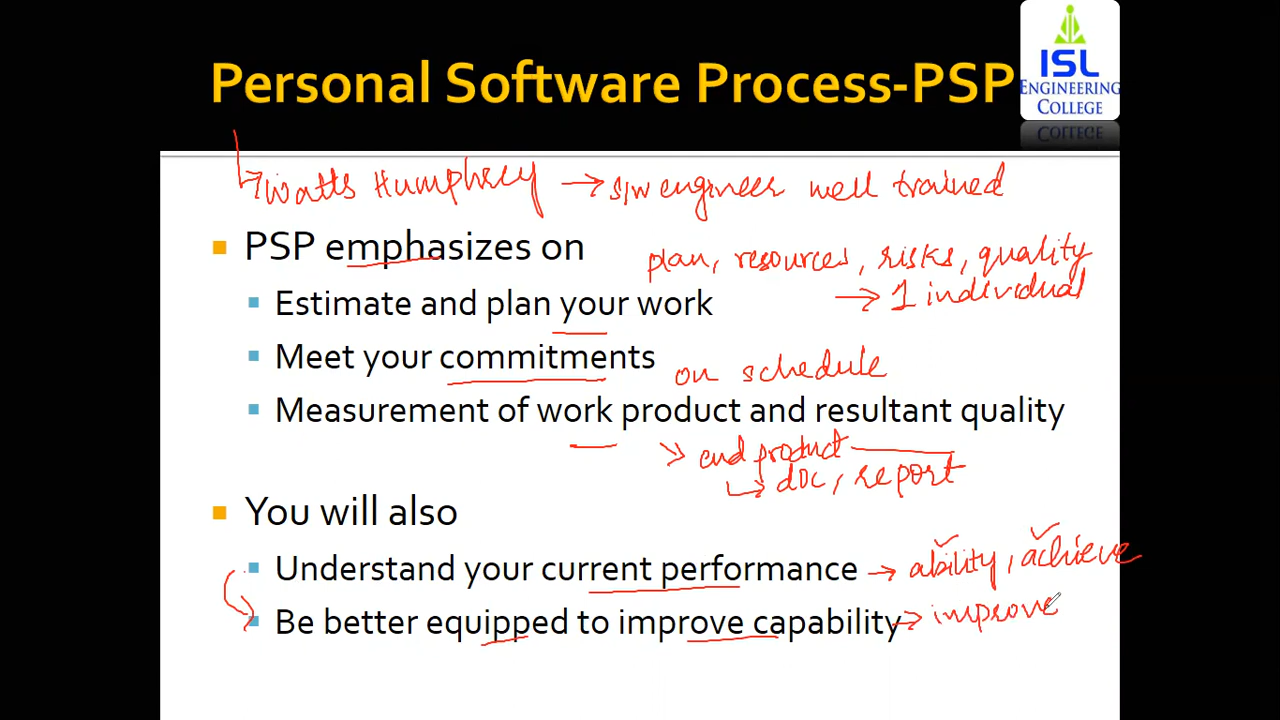 Personal Software Process-PSP
ISL
ENGINEERING
COLLEGE
Watts Humphrey → s/w engineer well trained
PSP emphasizes on
plan, resources, risks, quality
→ 1 individual
Estimate and plan your work
Meet your commitments on schedule
Measurement of work product and resultant quality
end product
doc, report
You will also
Understand your current performance → ability, achieve
Be better equipped to improve capability → improve